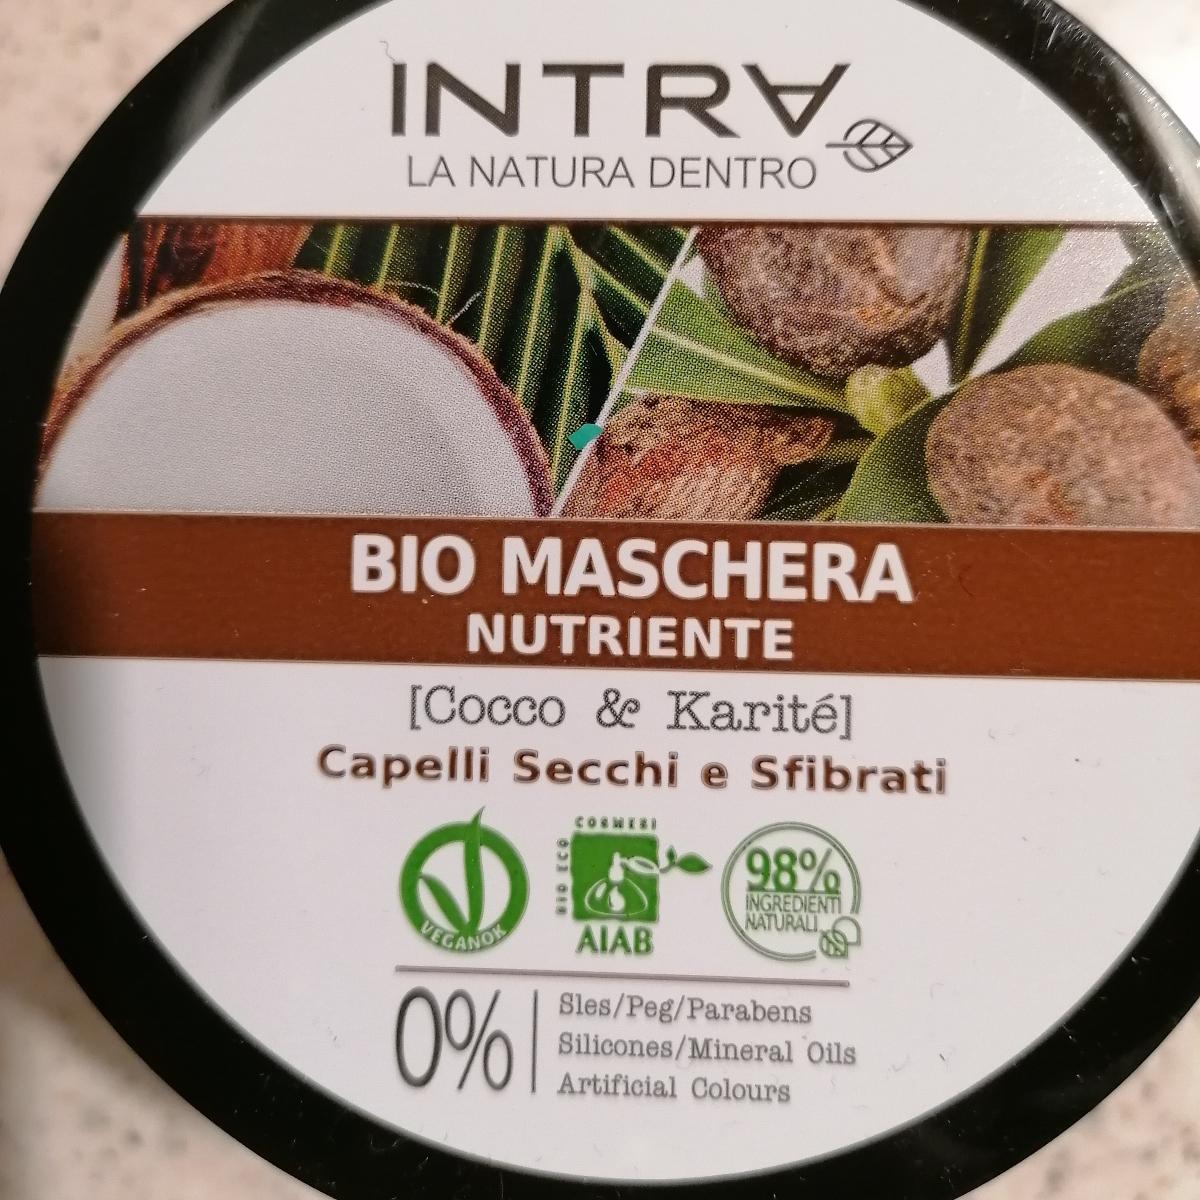 INTRA
LA NATURA DENTRO
BIO MASCHERA
NUTRIENTE
[Cocco & Karité]
Capelli Secchi e Sfibrati
VEGANOK
COSMESI
BIO ECO
AIAB
98%
INGREDIENTI
NATURALI
0%
Sles/Peg/Parabens
Silicones/Mineral Oils
Artificial Colours